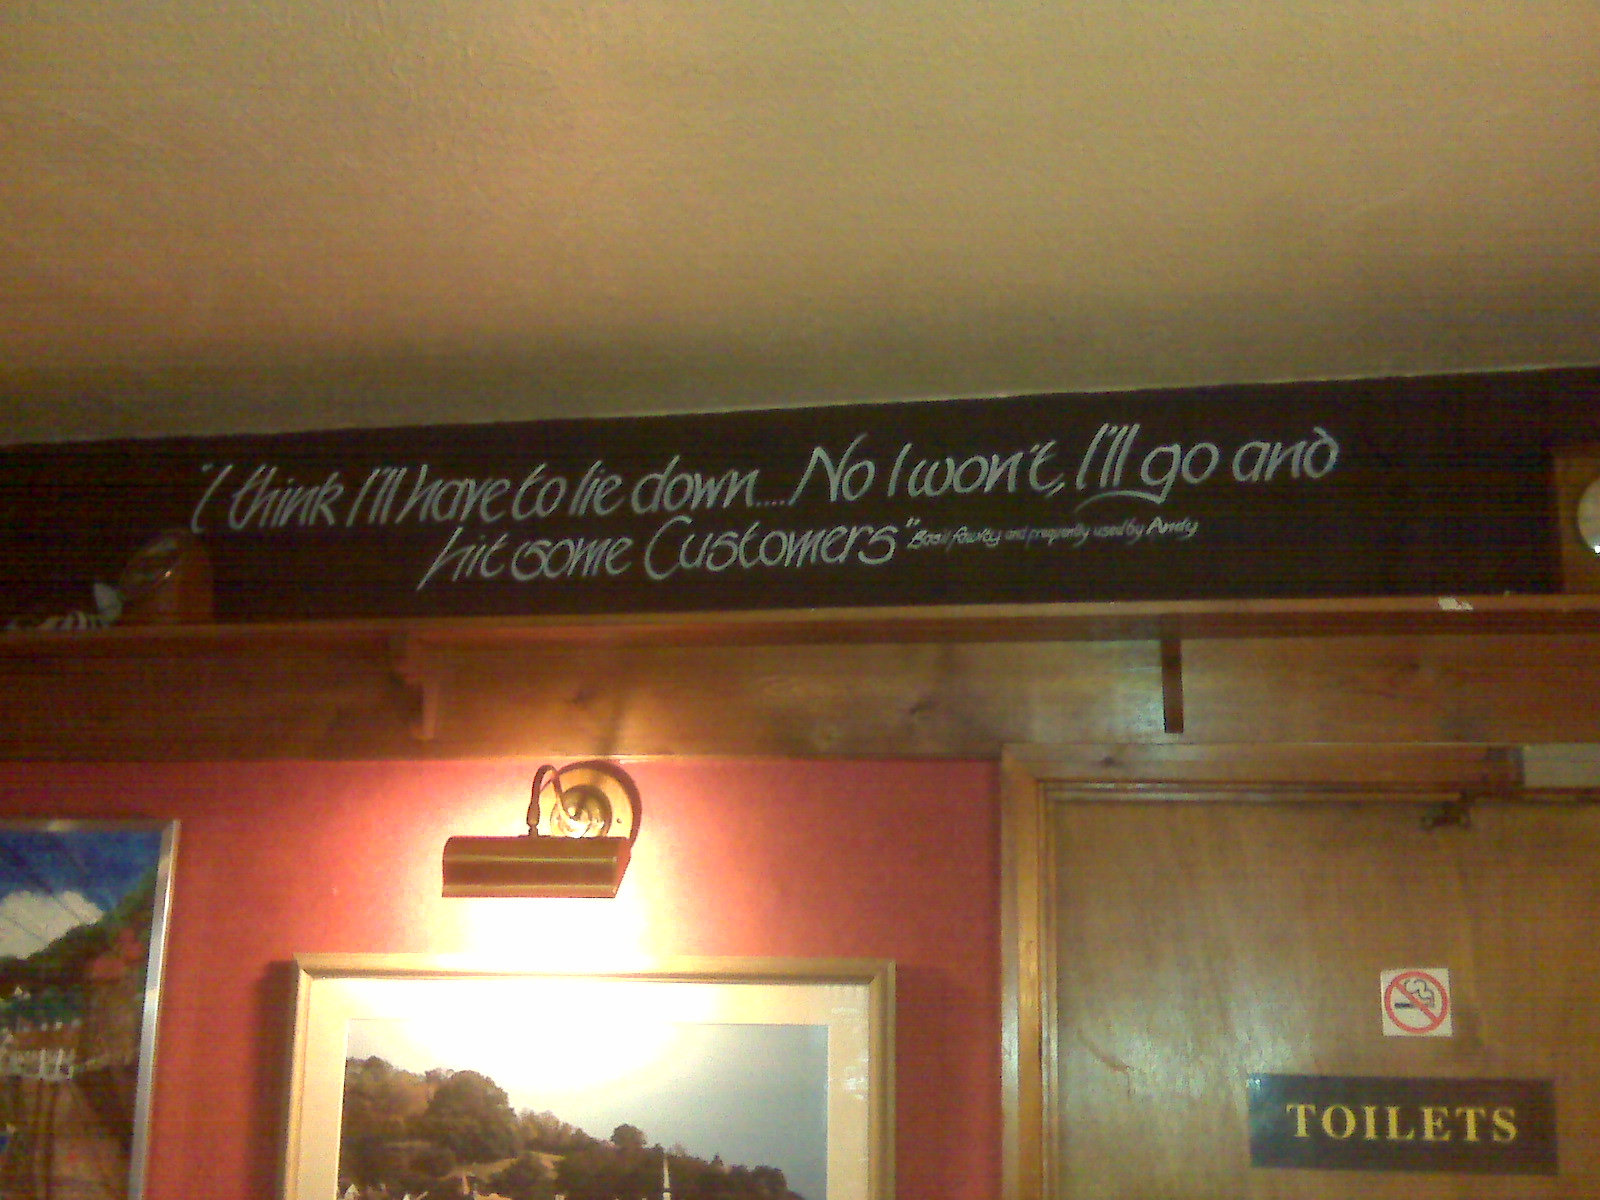 "I think I'll have to lie down.... No I won't, I'll go and
hit some Customers" Basil fawlty and frequently used by Andy
TOILETS